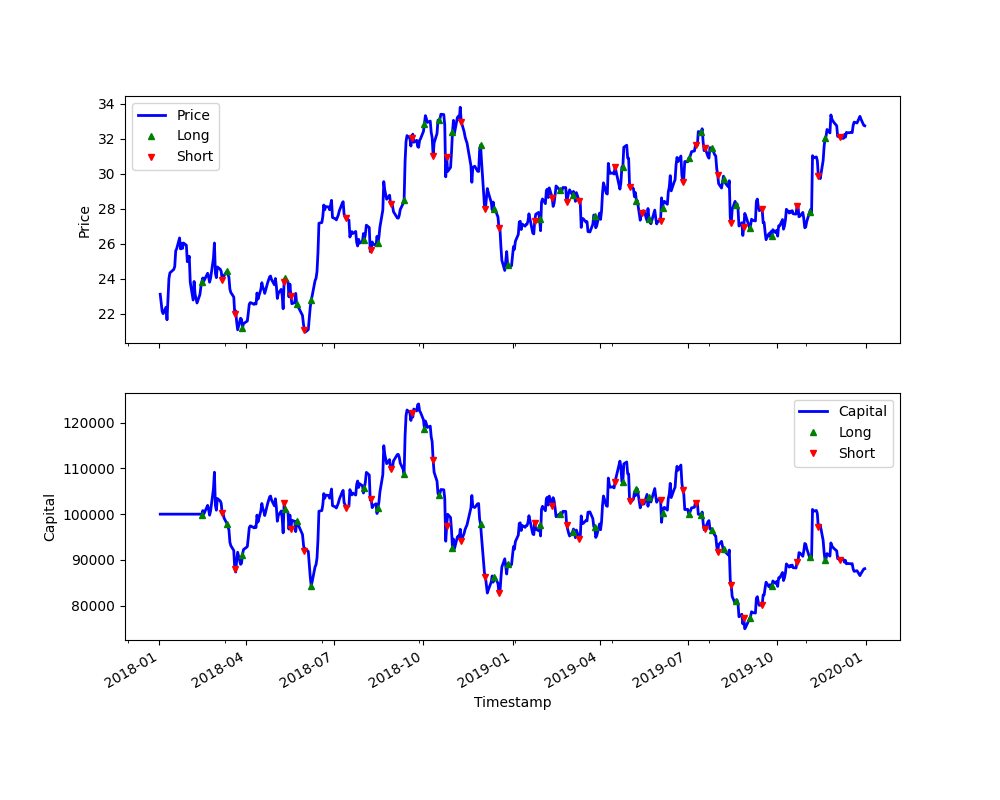 34
32
30
28
26
24
22
Price
Price
Long
Short
120000
110000
100000
90000
80000
Capital
Capital
Long
Short
2018-01
2018-04
2018-07
2018-10
2019-01
2019-04
2019-07
2019-10
2020-01
Timestamp